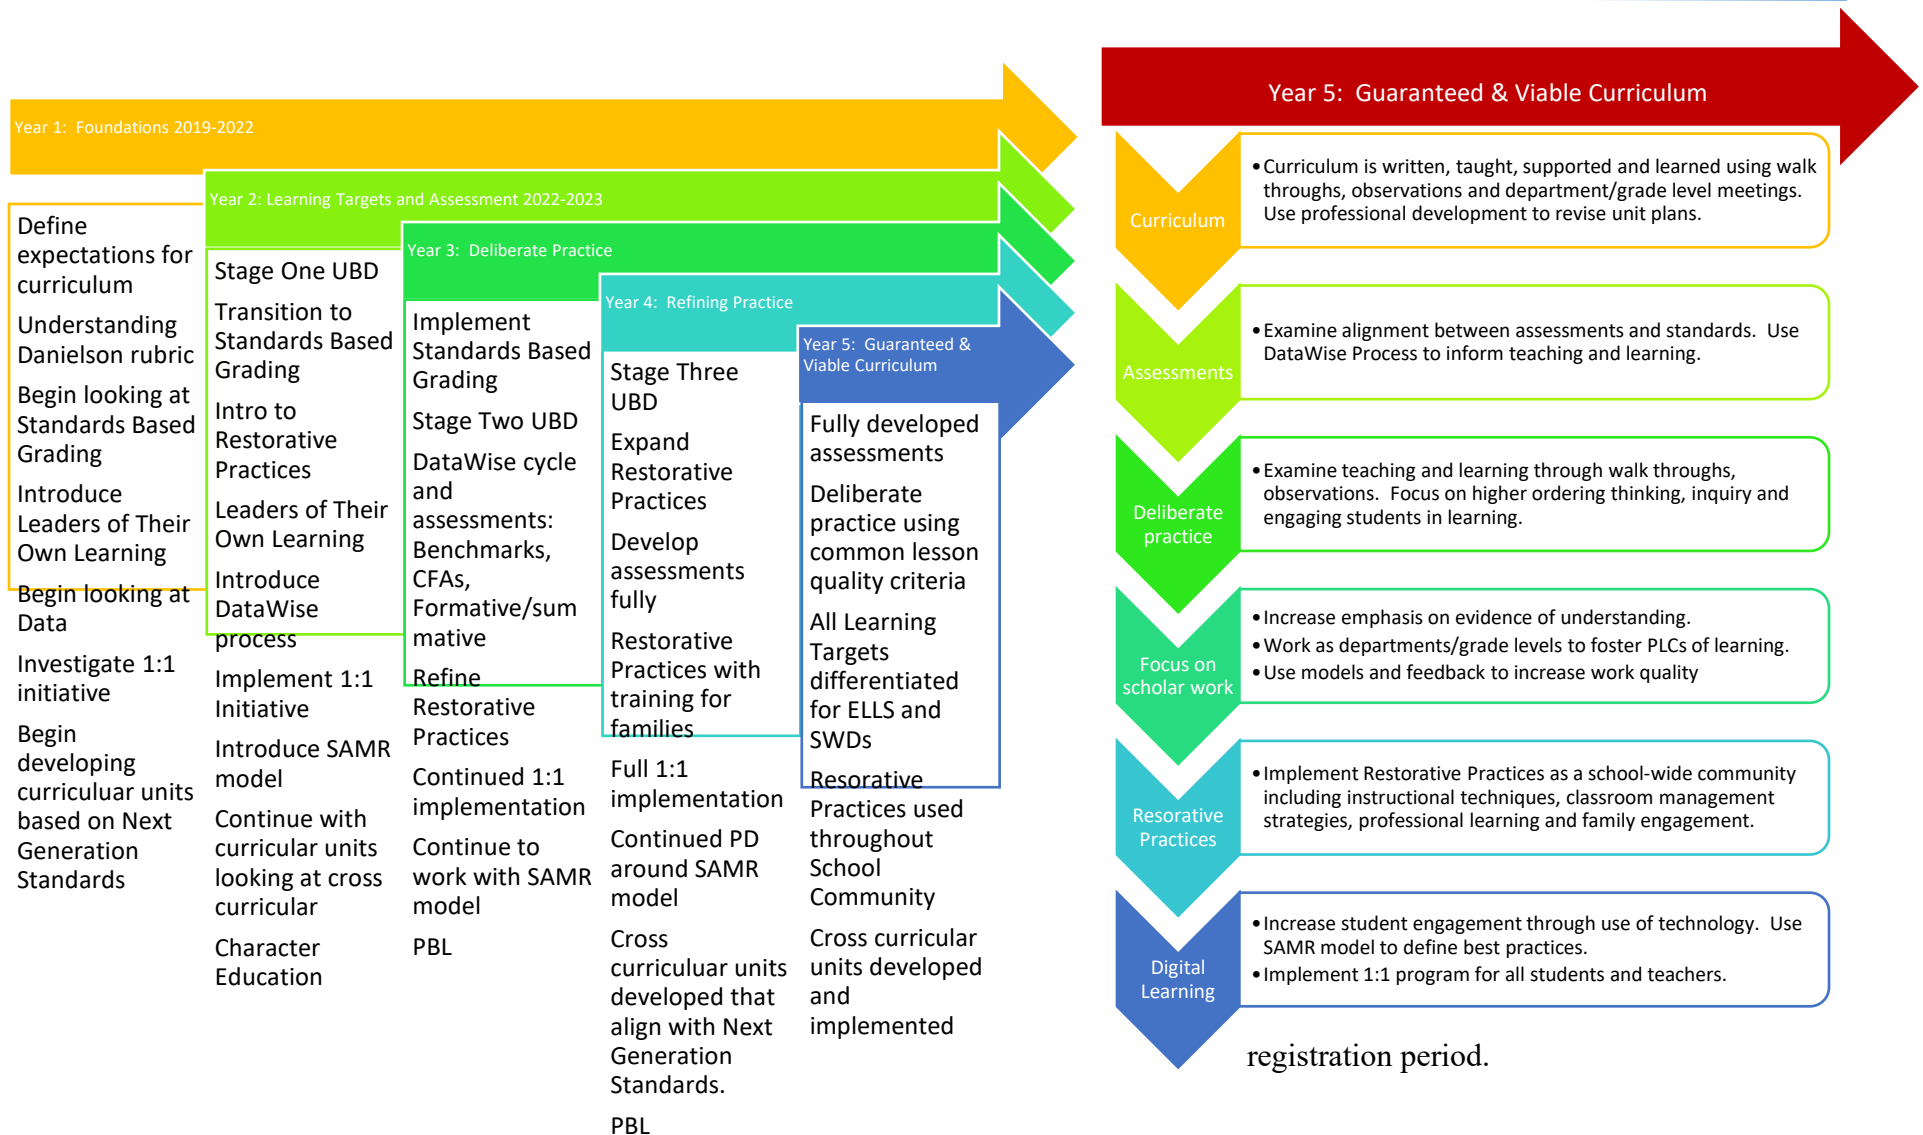 Year 1:  Foundations 2019-2022
Define
expectations for
curriculum
Understanding
Danielson rubric
Begin looking at
Standards Based
Grading
Introduce
Leaders of Their
Own Learning
Begin looking at
Data
Investigate 1:1
initiative
Begin
developing
curriculuar units
based on Next
Generation
Standards
Year 2: Learning Targets and Assessment 2022-2023
Stage One UBD
Transition to
Standards Based
Grading
Intro to
Restorative
Practices
Leaders of Their
Own Learning
Introduce
DataWise
process
Implement 1:1
Initiative
Introduce SAMR
model
Continue with
curricular units
looking at cross
curricular
Character
Education
Year 3:  Deliberate Practice
Implement
Standards Based
Grading
Stage Two UBD
DataWise cycle
and
assessments:
Benchmarks,
CFAs,
Formative/sum
mative
Refine
Restorative
Practices
Continued 1:1
implementation
Continue to
work with SAMR
model
PBL
Year 4:  Refining Practice
Stage Three
UBD
Expand
Restorative
Practices
Develop
assessments
fully
Restorative
Practices with
training for
families
Full 1:1
implementation
Continued PD
around SAMR
model
Cross
curriculuar units
developed that
align with Next
Generation
Standards.
PBL
Year 5:  Guaranteed &
Viable Curriculum
Fully developed
assessments
Deliberate
practice using
common lesson
quality criteria
All Learning
Targets
differentiated
for ELLS and
SWDs
Resorative
Practices used
throughout
School
Community
Cross curricular
units developed
and
implemented
Year 5:  Guaranteed & Viable Curriculum
Curriculum
•Curriculum is written, taught, supported and learned using walk
throughs, observations and department/grade level meetings.
Use professional development to revise unit plans.
Assessments
•Examine alignment between assessments and standards.  Use
DataWise Process to inform teaching and learning.
Deliberate
practice
•Examine teaching and learning through walk throughs,
observations.  Focus on higher ordering thinking, inquiry and
engaging students in learning.
Focus on
scholar work
•Increase emphasis on evidence of understanding.
•Work as departments/grade levels to foster PLCs of learning.
•Use models and feedback to increase work quality
Resorative
Practices
•Implement Restorative Practices as a school-wide community
including instructional techniques, classroom management
strategies, professional learning and family engagement.
Digital
Learning
•Increase student engagement through use of technology.  Use
SAMR model to define best practices.
•Implement 1:1 program for all students and teachers.
registration period.